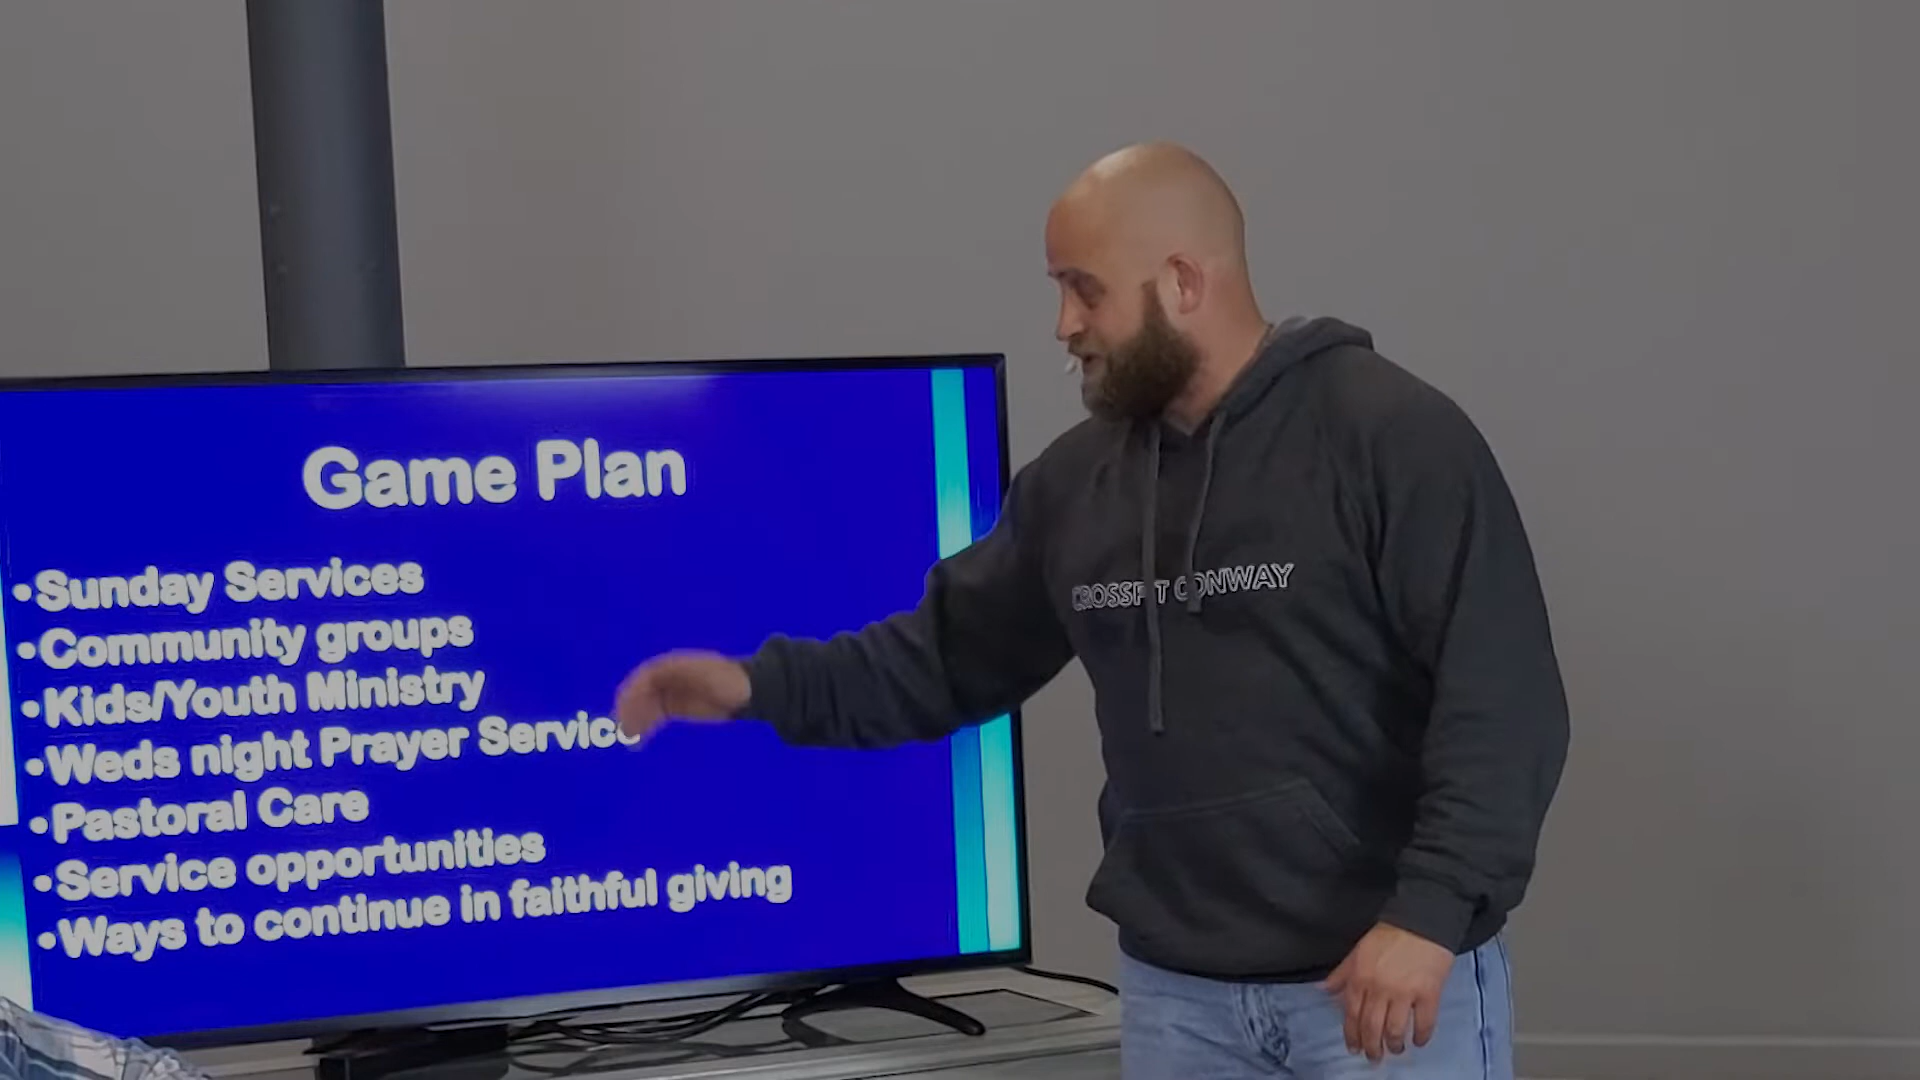 Game Plan
•Sunday Services
•Community groups
•Kids/Youth Ministry
•Weds night Prayer Service
•Pastoral Care
•Service opportunities
•Ways to continue in faithful giving
CROSSFIT CONWAY